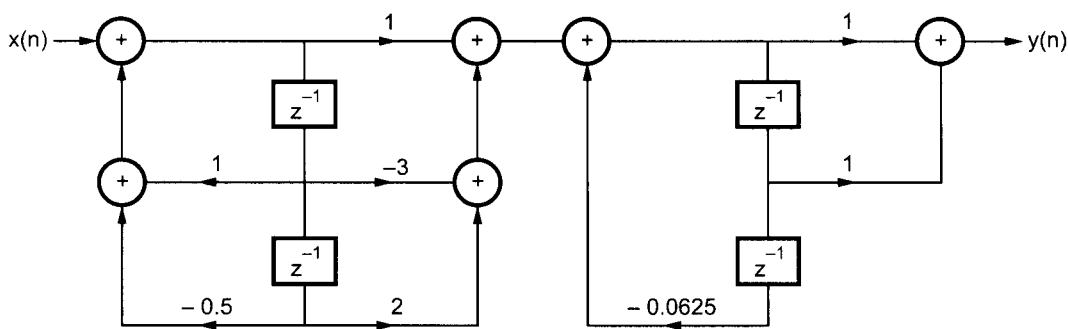 x(n) + 1 + + 1 + y(n)
z⁻¹ z⁻¹
+ 1 –3 + 1
z⁻¹ z⁻¹
– 0.5 2 – 0.0625